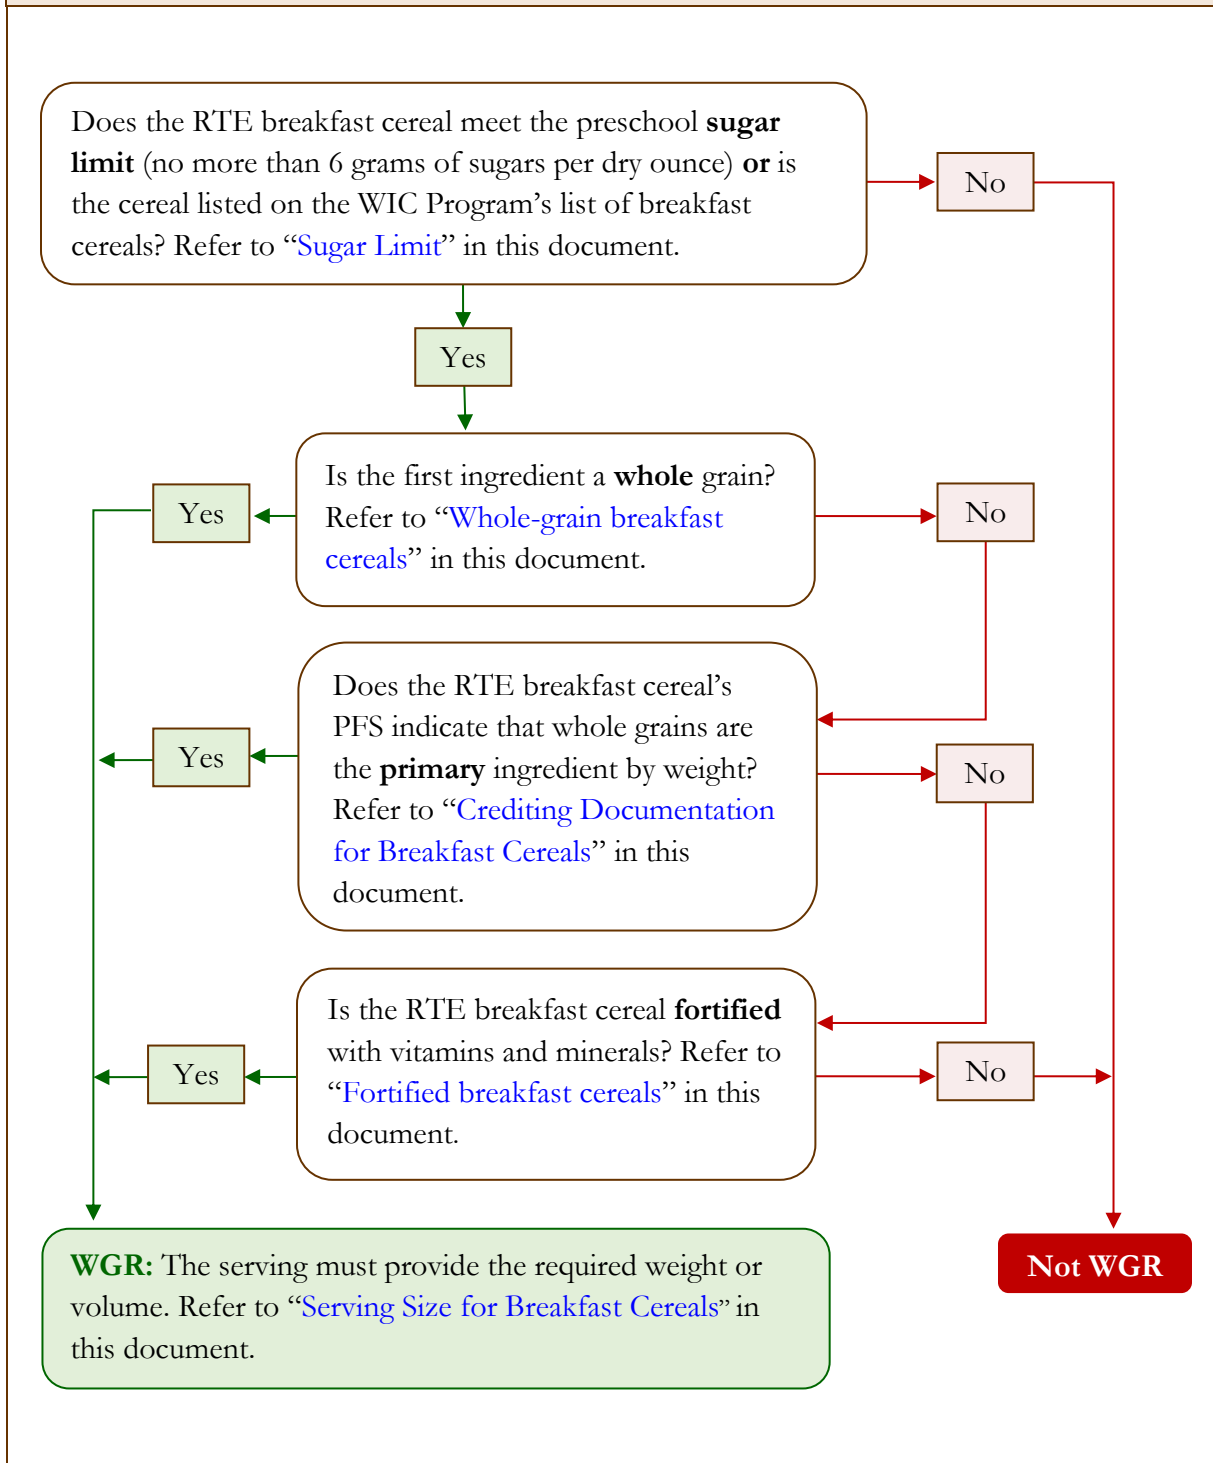 Does the RTE breakfast cereal meet the preschool sugar
limit (no more than 6 grams of sugars per dry ounce) or is
the cereal listed on the WIC Program’s list of breakfast
cereals? Refer to “Sugar Limit” in this document.
No
Yes
Is the first ingredient a whole grain?
Refer to “Whole-grain breakfast
cereals” in this document.
Yes
No
Does the RTE breakfast cereal’s
PFS indicate that whole grains are
the primary ingredient by weight?
Refer to “Crediting Documentation
for Breakfast Cereals” in this
document.
Yes
No
Is the RTE breakfast cereal fortified
with vitamins and minerals? Refer to
“Fortified breakfast cereals” in this
document.
Yes
No
WGR: The serving must provide the required weight or
volume. Refer to “Serving Size for Breakfast Cereals” in
this document.
Not WGR